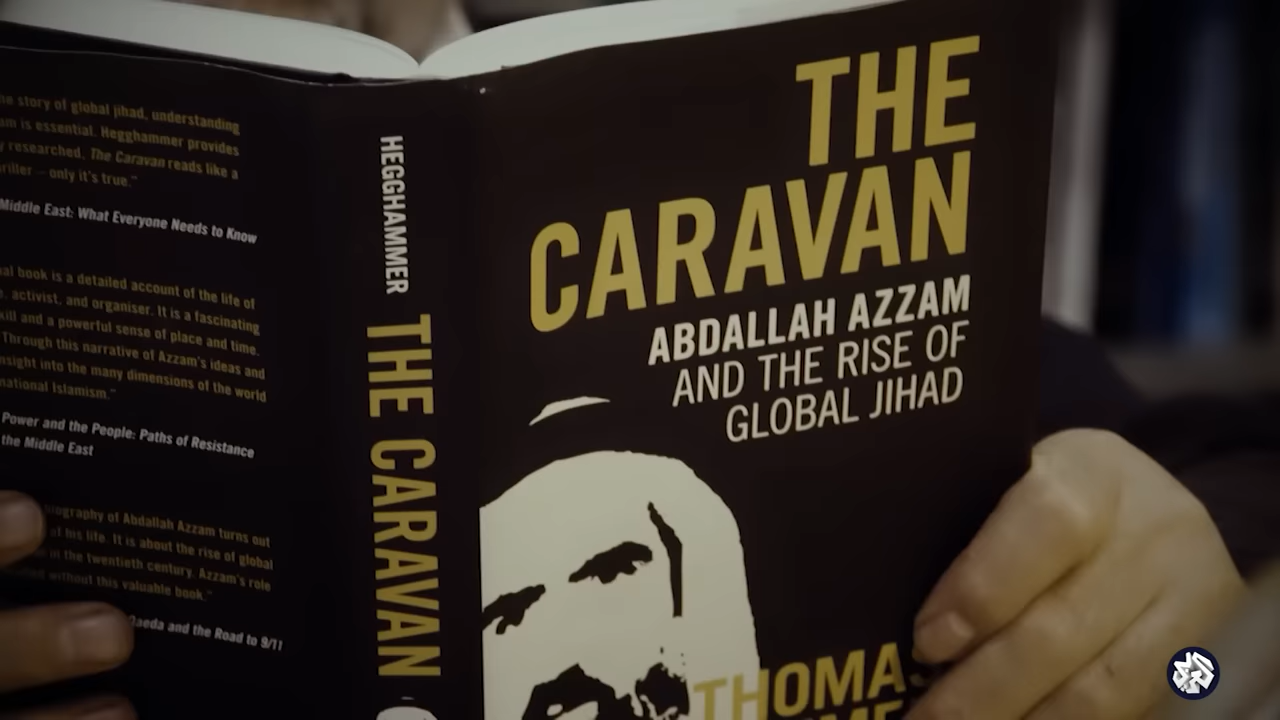 he story of global jihad, understanding
am is essential. Hegghammer provides
y researched, The Caravan reads like a
riller – only it's true."
Middle East: What Everyone Needs to Know
al book is a detailed account of the life of
activist, and organiser. It is a fascinating
kill and a powerful sense of place and time.
Through this narrative of Azzam's ideas and
nsight into the many dimensions of the world
national Islamism."
Power and the People: Paths of Resistance
the Middle East
iography of Abdallah Azzam turns out
of his life. It is about the rise of global
in the twentieth century. Azzam's role
without this valuable book."
Qaeda and the Road to 9/11
HEGGHAMMER
THE CARAVAN
THE
CARAVAN
ABDALLAH AZZAM
AND THE RISE OF
GLOBAL JIHAD
THOMAS